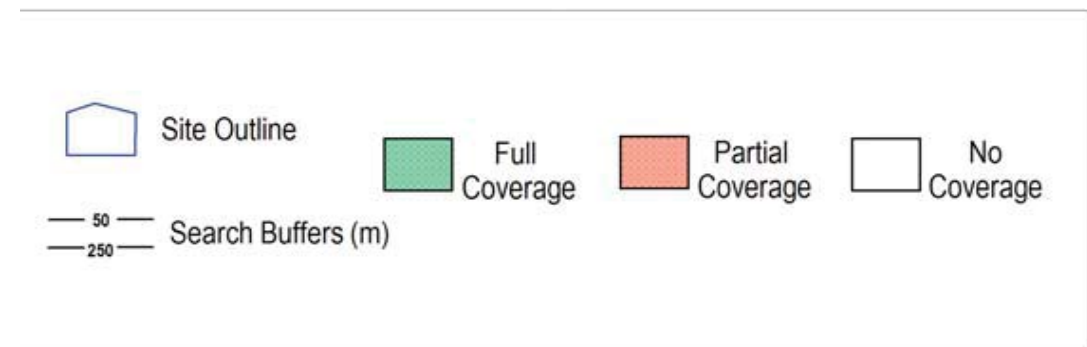 Site Outline
Full
Coverage
Partial
Coverage
No
Coverage
50
250
Search Buffers (m)